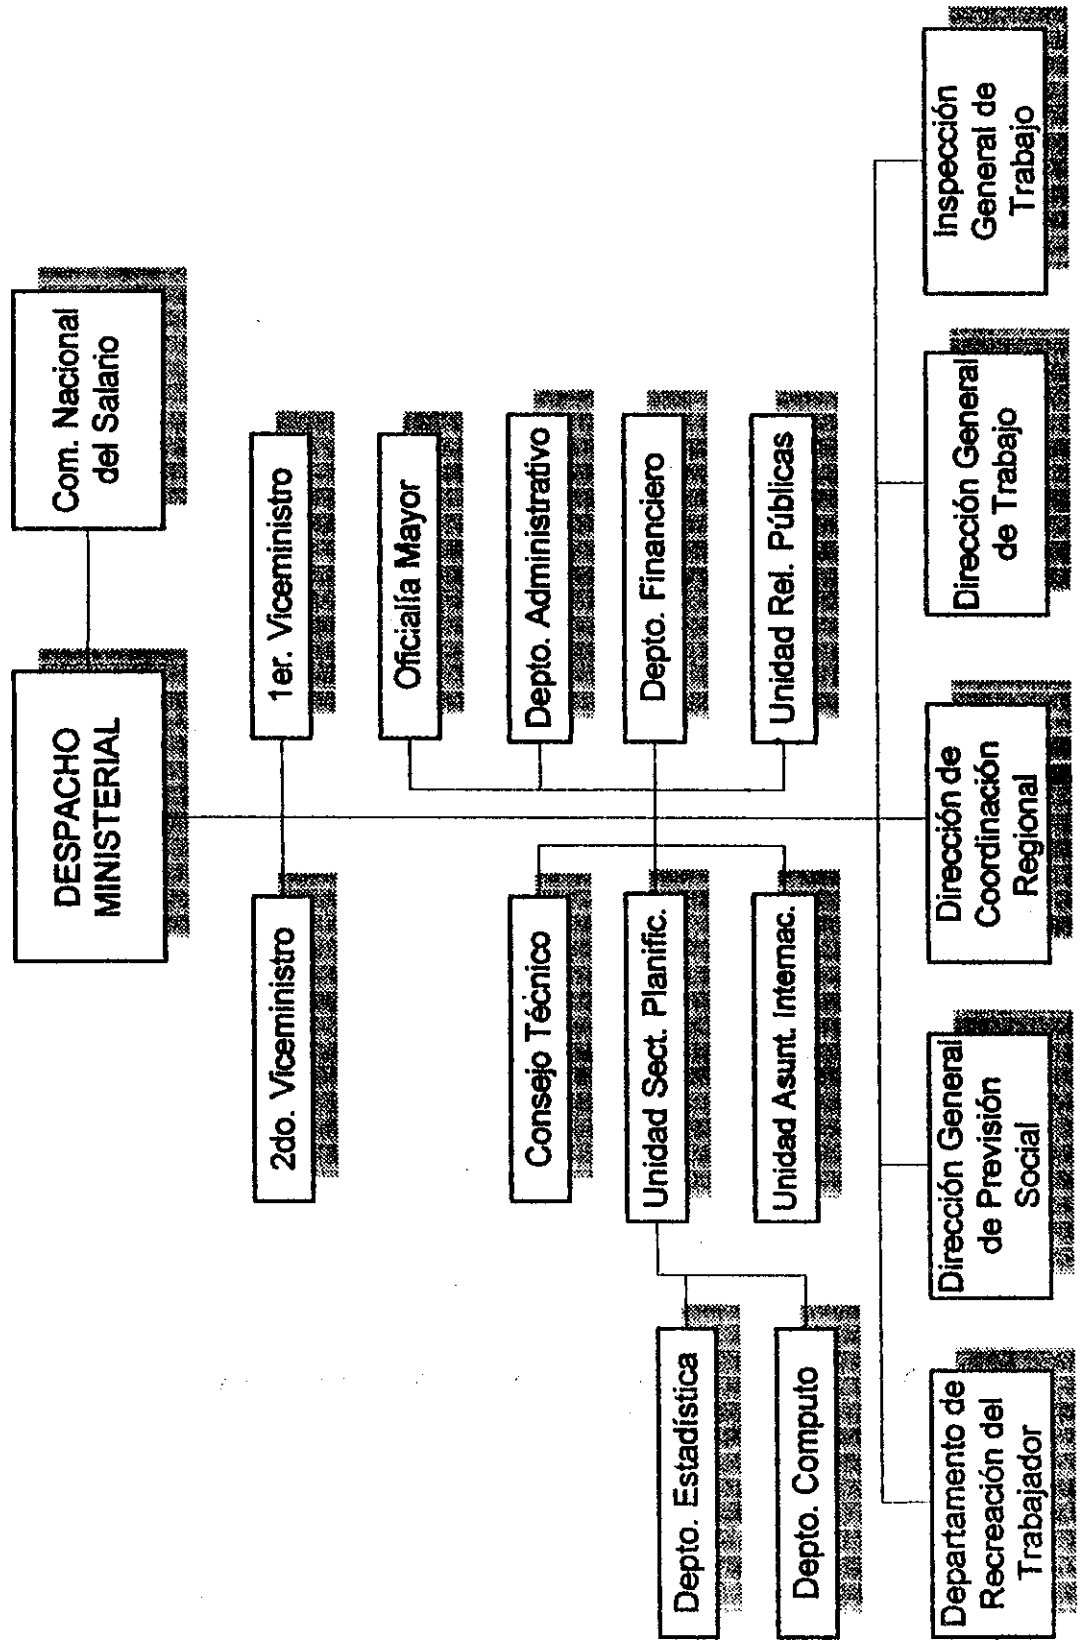 DESPACHO
MINISTERIAL
Com. Nacional
del Salario
2do. Viceministro
1er. Viceministro
Oficialía Mayor
Consejo Técnico
Depto. Administrativo
Unidad Sect. Planific.
Depto. Financiero
Unidad Asunt. Internac.
Unidad Rel. Públicas
Depto. Estadística
Depto. Computo
Departamento de
Recreación del
Trabajador
Dirección General
de Previsión
Social
Dirección de
Coordinación
Regional
Dirección General
de Trabajo
Inspección
General de
Trabajo